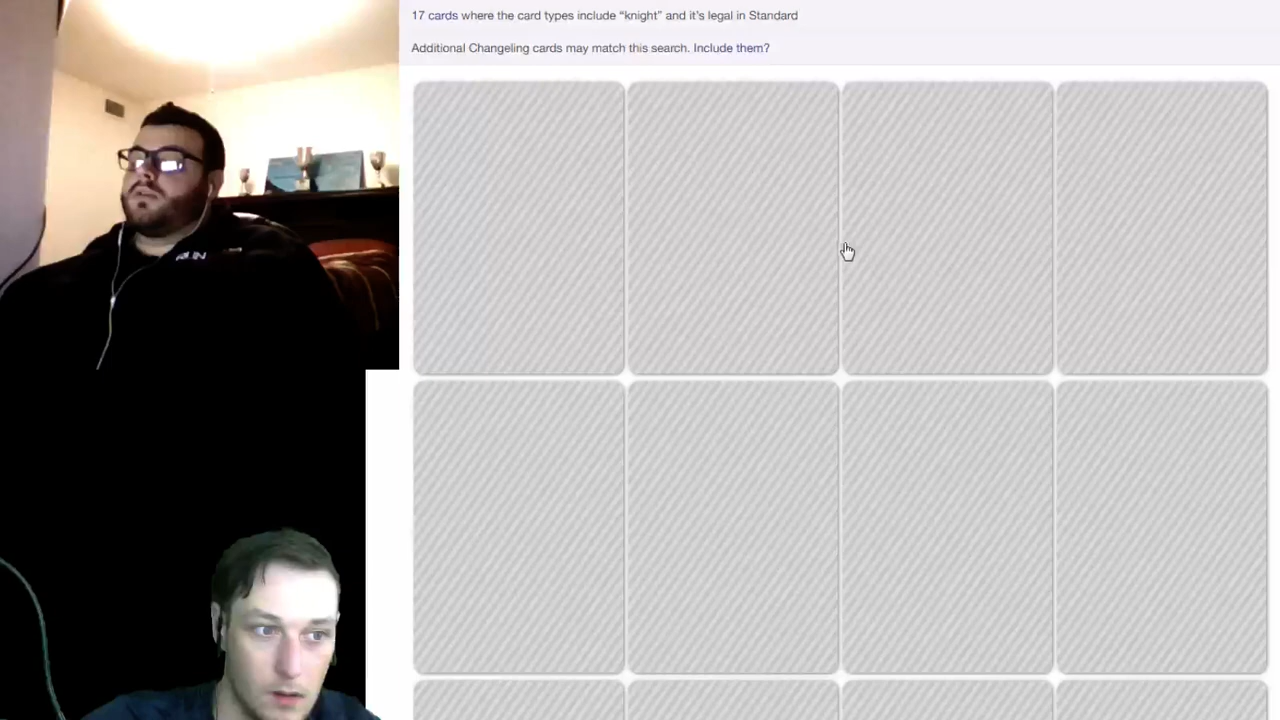 17 cards where the card types include “knight” and it’s legal in Standard
Additional Changeling cards may match this search. Include them?